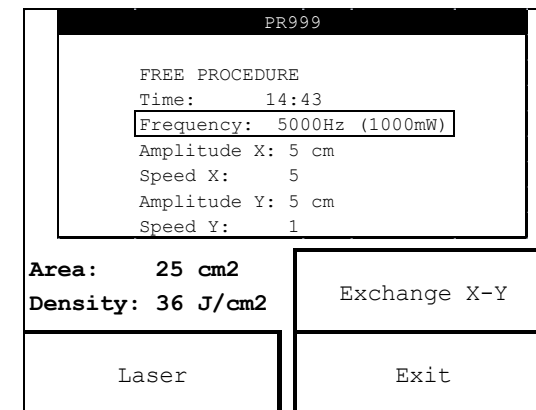 PR999
FREE PROCEDURE
Time: 14:43
Frequency: 5000Hz (1000mW)
Amplitude X: 5 cm
Speed X: 5
Amplitude Y: 5 cm
Speed Y: 1
Area: 25 cm2
Density: 36 J/cm2
Exchange X-Y
Laser
Exit